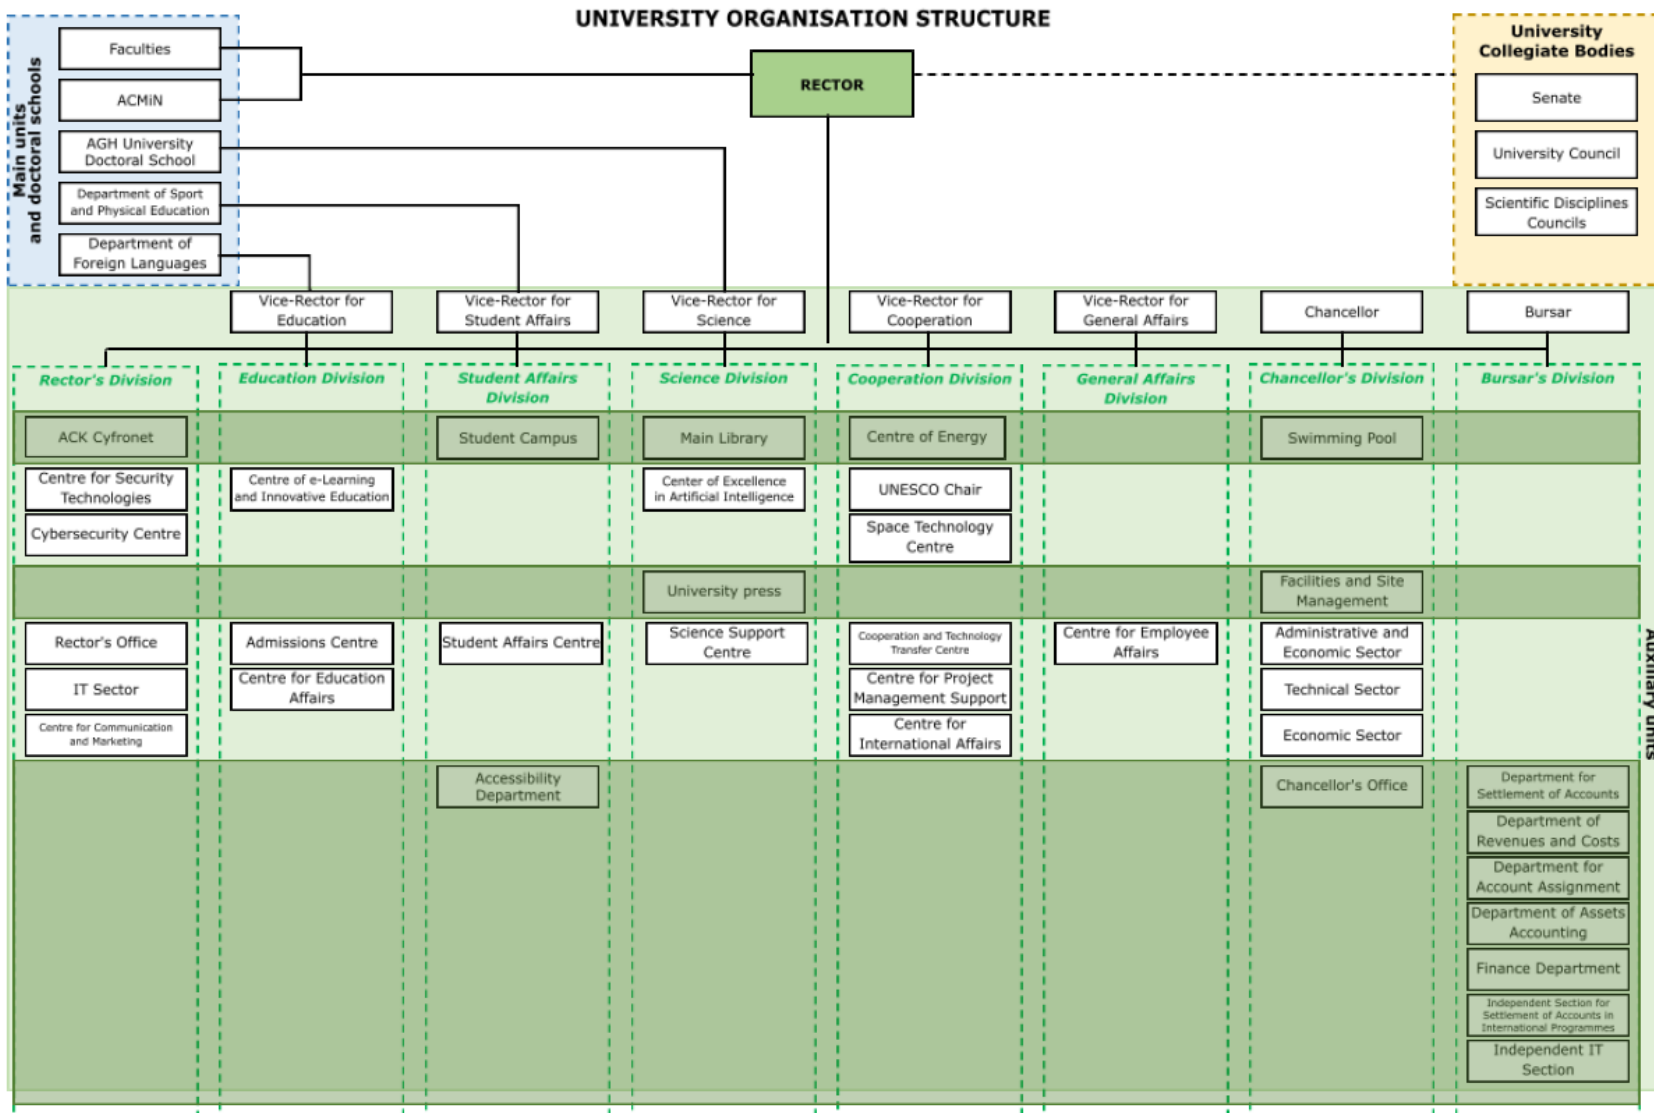 UNIVERSITY ORGANISATION STRUCTURE
Main units
and doctoral schools
Faculties
ACMiN
AGH University
Doctoral School
Department of Sport
and Physical Education
Department of
Foreign Languages
RECTOR
University
Collegiate Bodies
Senate
University Council
Scientific Disciplines
Councils
Vice-Rector for
Education
Vice-Rector for
Student Affairs
Vice-Rector for
Science
Vice-Rector for
Cooperation
Vice-Rector for
General Affairs
Chancellor
Bursar
Rector's Division
Education Division
Student Affairs
Division
Science Division
Cooperation Division
General Affairs
Division
Chancellor's Division
Bursar's Division
ACK Cyfronet
Student Campus
Main Library
Centre of Energy
Swimming Pool
Centre for Security
Technologies
Centre of e-Learning
and Innovative Education
Center of Excellence
in Artificial Intelligence
UNESCO Chair
Cybersecurity Centre
Space Technology
Centre
University press
Facilities and Site
Management
Rector's Office
Admissions Centre
Student Affairs Centre
Science Support
Centre
Cooperation and Technology
Transfer Centre
Centre for Employee
Affairs
Administrative and
Economic Sector
IT Sector
Centre for Education
Affairs
Centre for Project
Management Support
Technical Sector
Centre for Communication
and Marketing
Centre for
International Affairs
Economic Sector
Auxiliary units
Accessibility
Department
Chancellor's Office
Department for
Settlement of Accounts
Department of
Revenues and Costs
Department for
Account Assignment
Department of Assets
Accounting
Finance Department
Independent Section for
Settlement of Accounts in
International Programmes
Independent IT
Section